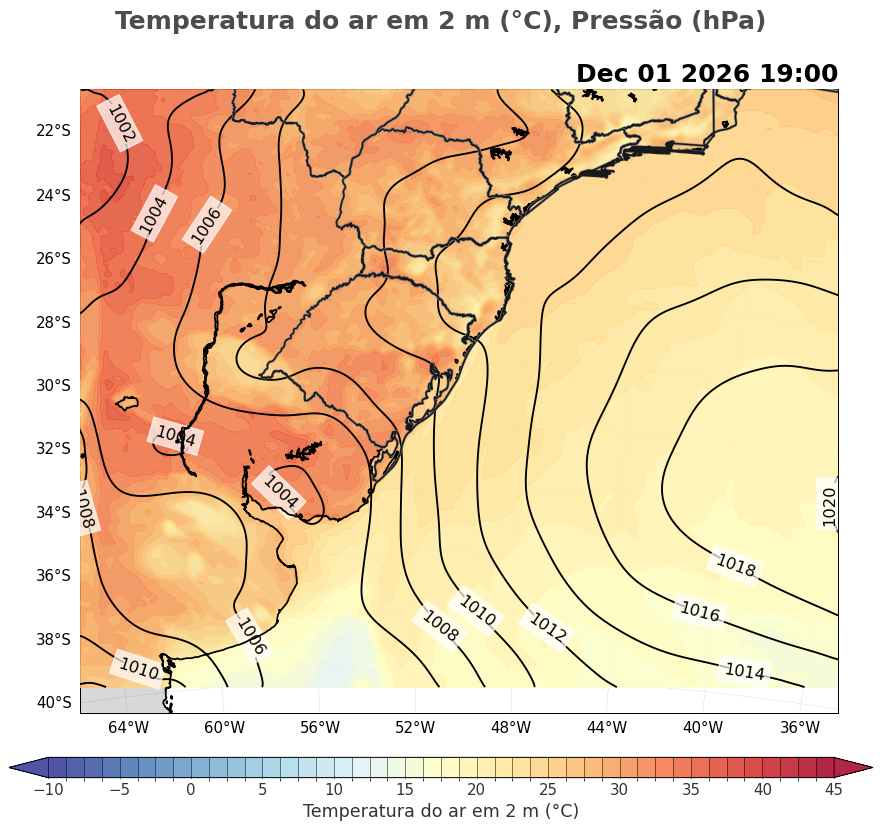 Temperatura do ar em 2 m (°C), Pressão (hPa)
Dec 01 2026 19:00
1002
1004
1006
1004
1004
1008
1006
1010
1008
1010
1012
1014
1016
1018
1020
22°S
24°S
26°S
28°S
30°S
32°S
34°S
36°S
38°S
40°S
64°W 60°W 56°W 52°W 48°W 44°W 40°W 36°W
−10 −5 0 5 10 15 20 25 30 35 40 45
Temperatura do ar em 2 m (°C)